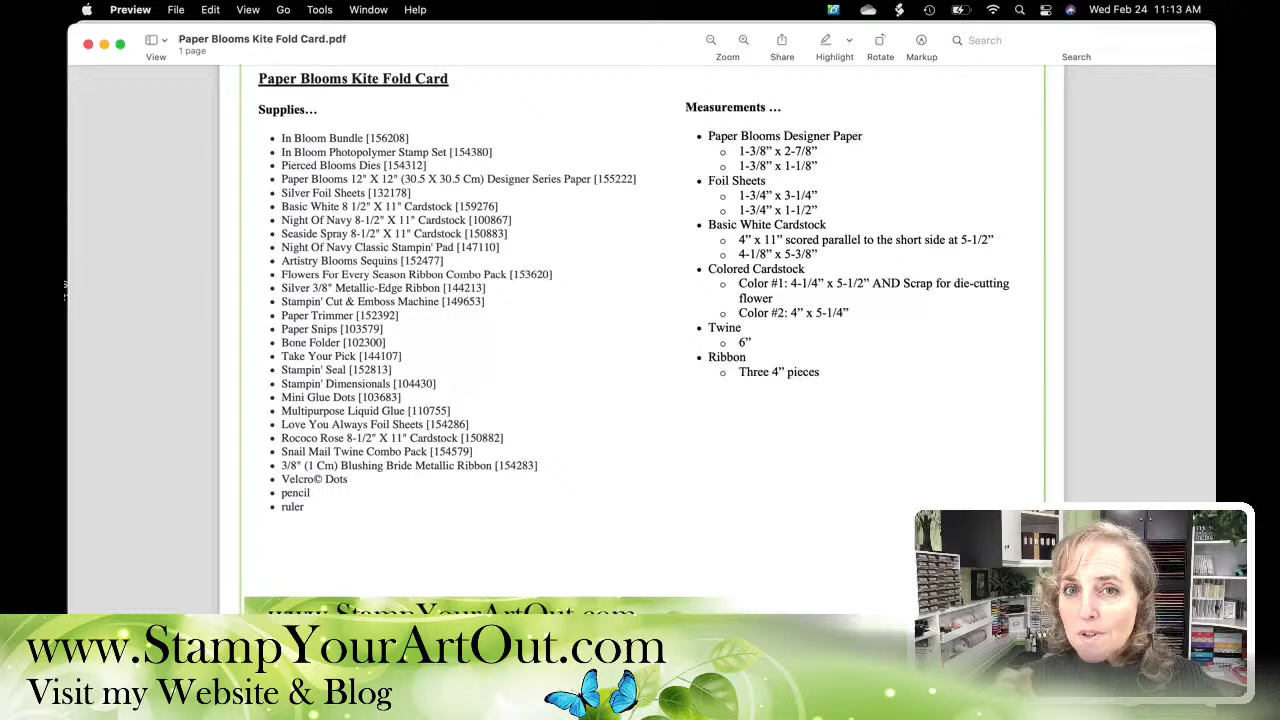 Preview File Edit View Go Tools Window Help
Wed Feb 24 11:13 AM
Paper Blooms Kite Fold Card.pdf
1 page
View
Zoom
Share
Highlight
Rotate
Markup
Search
Search
Paper Blooms Kite Fold Card
Supplies…
• In Bloom Bundle [156208]
• In Bloom Photopolymer Stamp Set [154380]
• Pierced Blooms Dies [154312]
• Paper Blooms 12" X 12" (30.5 X 30.5 Cm) Designer Series Paper [155222]
• Silver Foil Sheets [132178]
• Basic White 8 1/2" X 11" Cardstock [159276]
• Night Of Navy 8-1/2" X 11" Cardstock [100867]
• Seaside Spray 8-1/2" X 11" Cardstock [150883]
• Night Of Navy Classic Stampin' Pad [147110]
• Artistry Blooms Sequins [152477]
• Flowers For Every Season Ribbon Combo Pack [153620]
• Silver 3/8" Metallic-Edge Ribbon [144213]
• Stampin' Cut & Emboss Machine [149653]
• Paper Trimmer [152392]
• Paper Snips [103579]
• Bone Folder [102300]
• Take Your Pick [144107]
• Stampin' Seal [152813]
• Stampin' Dimensionals [104430]
• Mini Glue Dots [103683]
• Multipurpose Liquid Glue [110755]
• Love You Always Foil Sheets [154286]
• Rococo Rose 8-1/2" X 11" Cardstock [150882]
• Snail Mail Twine Combo Pack [154579]
• 3/8" (1 Cm) Blushing Bride Metallic Ribbon [154283]
• Velcro© Dots
• pencil
• ruler
Measurements …
• Paper Blooms Designer Paper
o 1-3/8” x 2-7/8”
o 1-3/8” x 1-1/8”
• Foil Sheets
o 1-3/4” x 3-1/4”
o 1-3/4” x 1-1/2”
• Basic White Cardstock
o 4” x 11” scored parallel to the short side at 5-1/2”
o 4-1/8” x 5-3/8”
• Colored Cardstock
o Color #1: 4-1/4” x 5-1/2” AND Scrap for die-cutting
flower
o Color #2: 4” x 5-1/4”
• Twine
o 6”
• Ribbon
o Three 4” pieces
www.StampYourArtOut.com
www.StampYourArtOut.com
Visit my Website & Blog